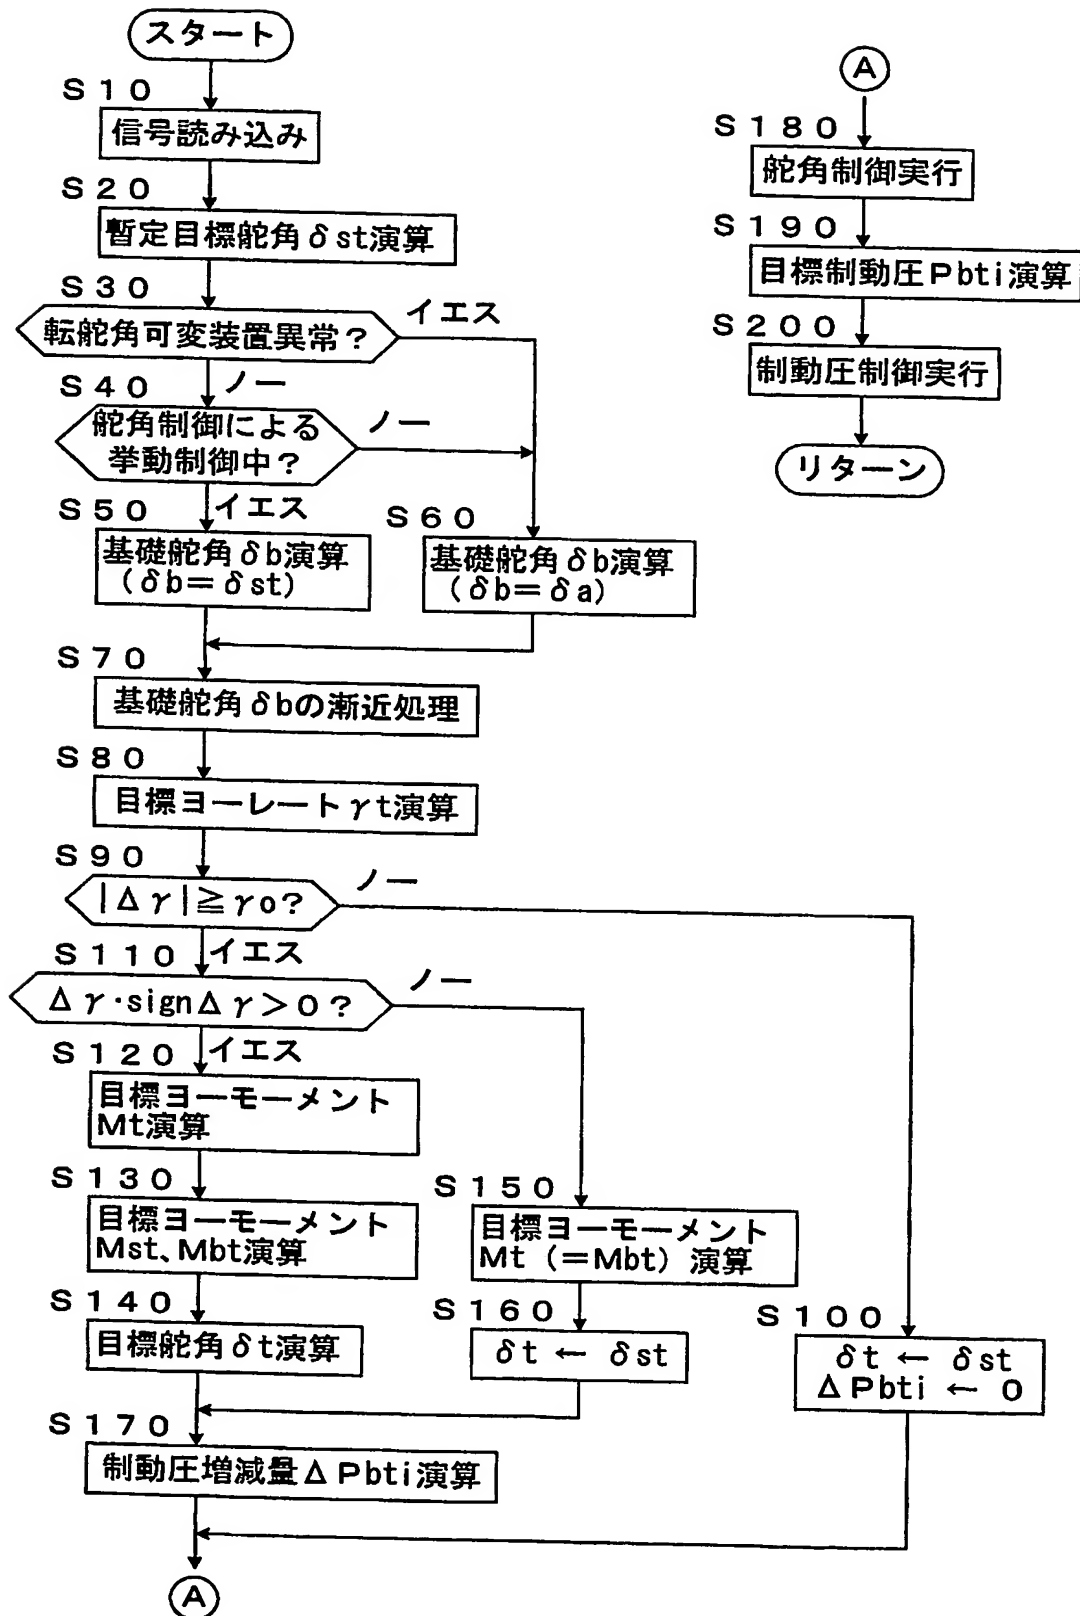 スタート
S10
信号読み込み
S20
暫定目標舵角δst演算
S30
転舵角可変装置異常?
イエス
ノー
S40
舵角制御による
挙動制御中?
ノー
イエス
S50
基礎舵角δb演算
(δb=δst)
S60
基礎舵角δb演算
(δb=δa)
S70
基礎舵角δbの漸近処理
S80
目標ヨーレートγt演算
S90
|Δγ|≧γo?
ノー
イエス
S110
Δγ·signΔγ>0?
ノー
イエス
S120
目標ヨーモーメント
Mt演算
S130
目標ヨーモーメント
Mst、Mbt演算
S140
目標舵角δt演算
S150
目標ヨーモーメント
Mt (=Mbt) 演算
S160
δt ← δst
S100
δt ← δst
ΔPbti ← 0
S170
制動圧増減量ΔPbti演算
A
A
S180
舵角制御実行
S190
目標制動圧Pbti演算
S200
制動圧制御実行
リターン